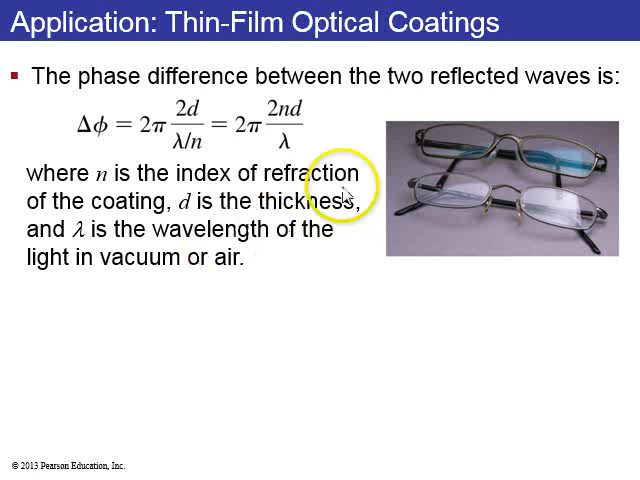 Application: Thin-Film Optical Coatings
▪ The phase difference between the two reflected waves is:
Δϕ = 2π 2d/(λ/n) = 2π 2nd/λ
where n is the index of refraction
of the coating, d is the thickness,
and λ is the wavelength of the
light in vacuum or air.
© 2013 Pearson Education, Inc.